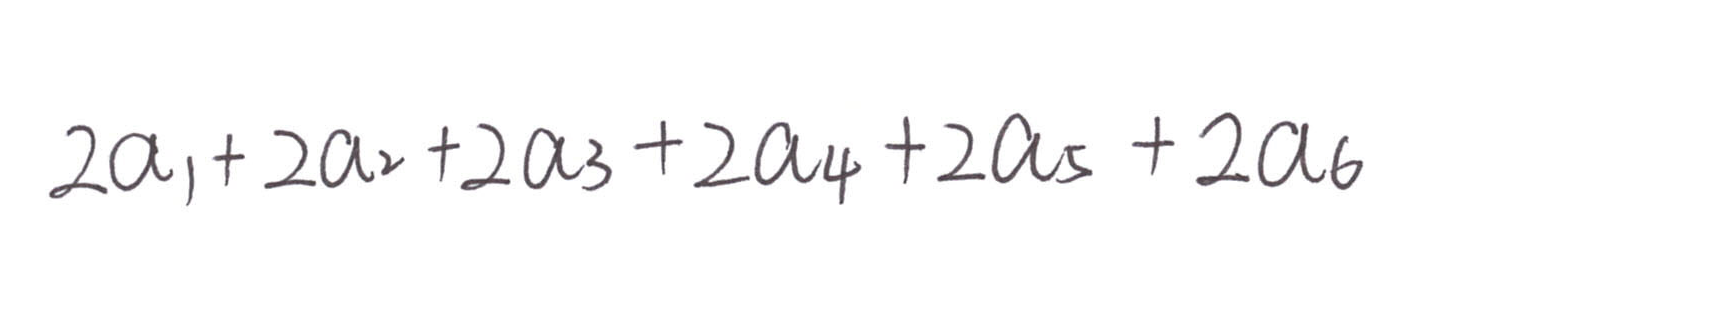 2a₁ + 2a₂ + 2a₃ + 2a₄ + 2a₅ + 2a₆